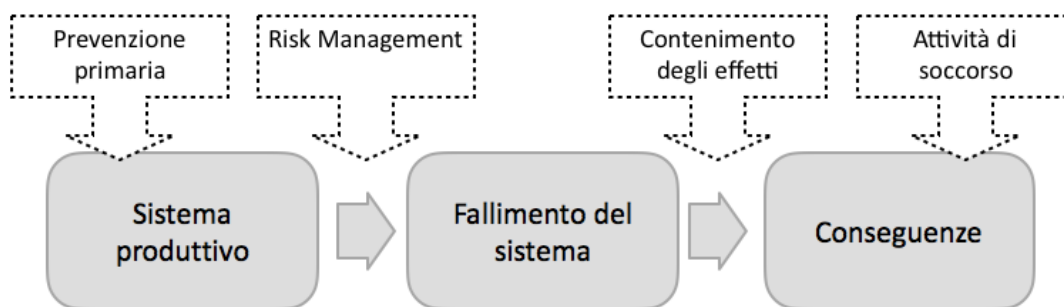 Prevenzione
primaria
Risk Management
Contenimento
degli effetti
Attività di
soccorso
Sistema
produttivo
Fallimento del
sistema
Conseguenze